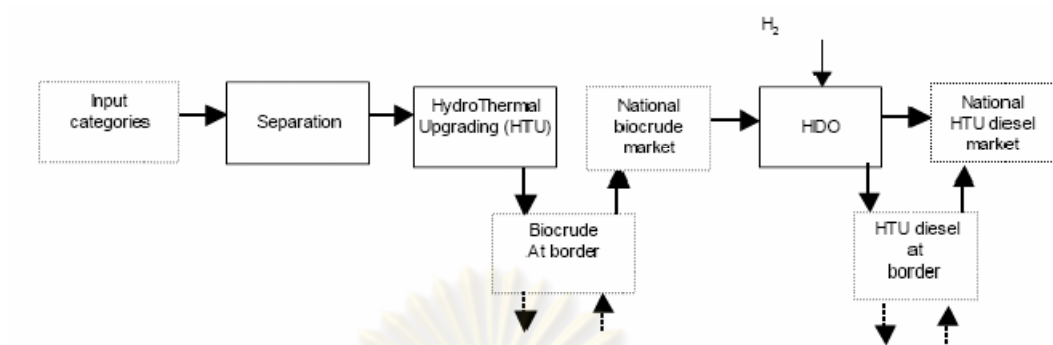 H2
Input
categories
Separation
HydroThermal
Upgrading (HTU)
National
biocrude
market
HDO
National
HTU diesel
market
Biocrude
.At border
HTU diesel
at
border